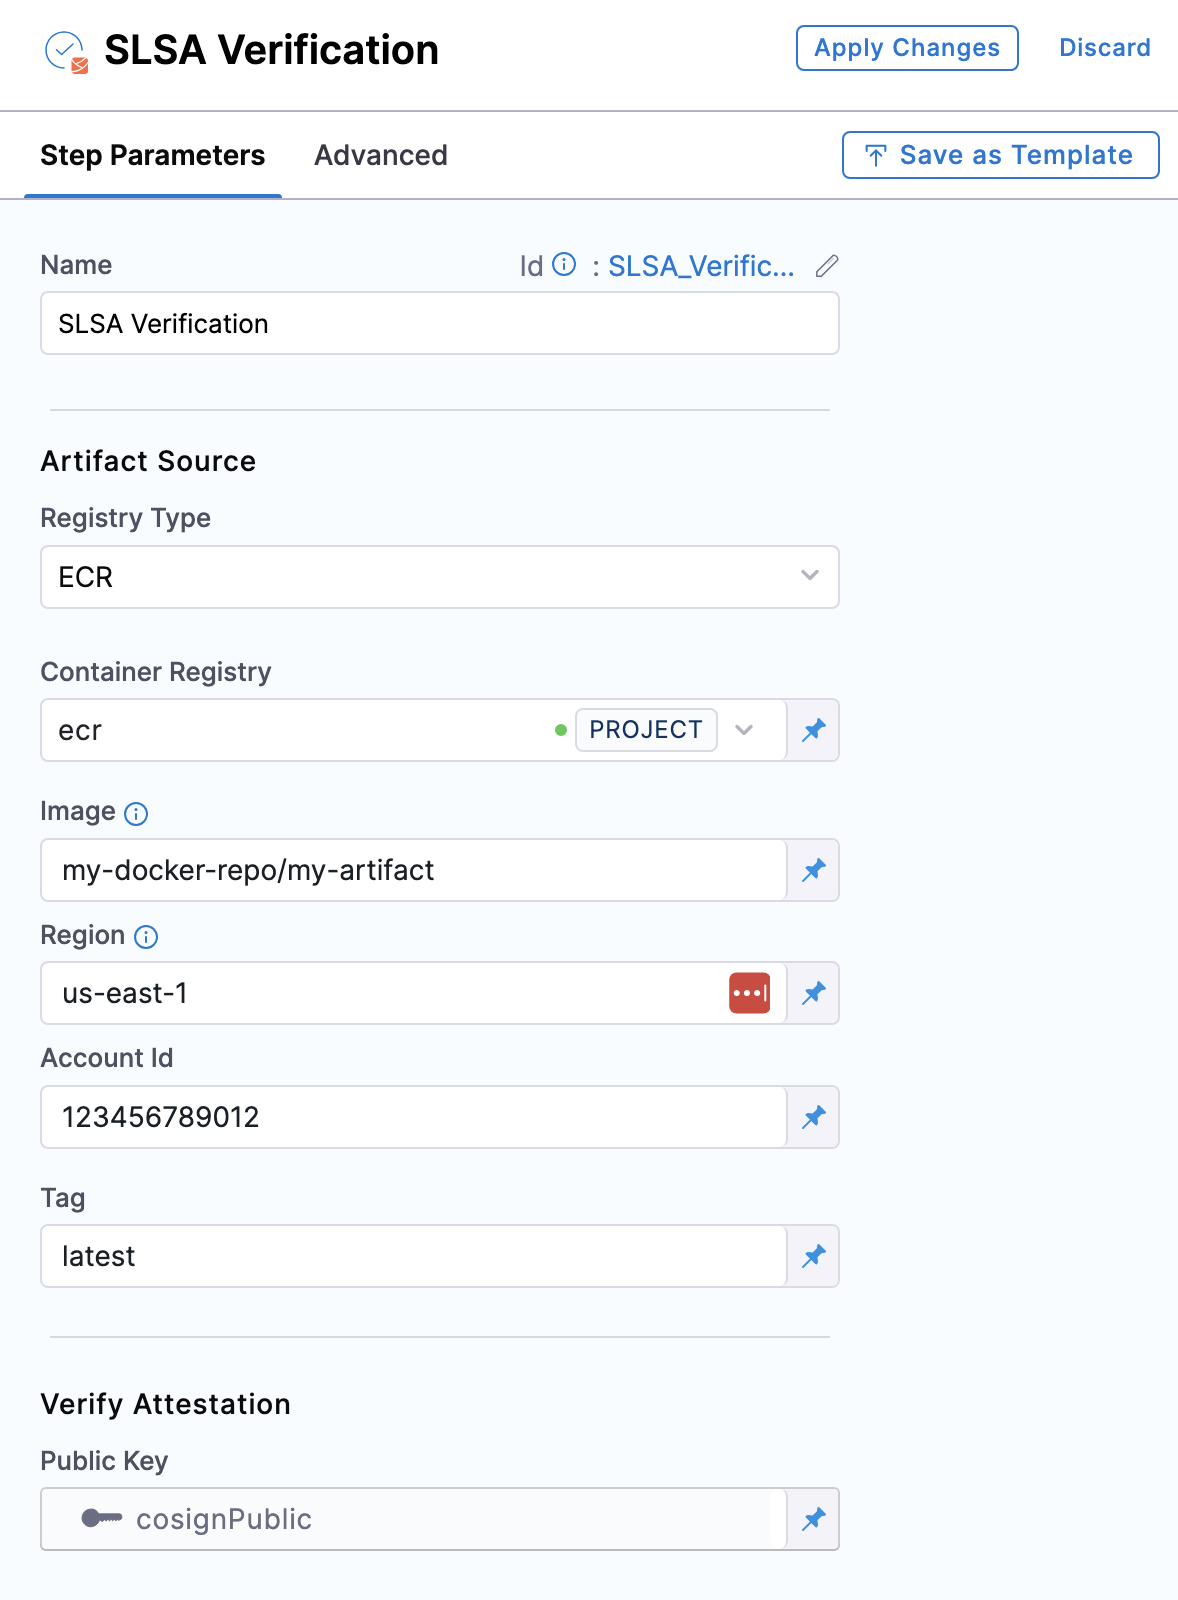 SLSA Verification
Apply Changes
Discard
Step Parameters
Advanced
Save as Template
Name
Id : SLSA_Verific...
SLSA Verification
Artifact Source
Registry Type
ECR
Container Registry
ecr
PROJECT
Image
my-docker-repo/my-artifact
Region
us-east-1
Account Id
123456789012
Tag
latest
Verify Attestation
Public Key
cosignPublic